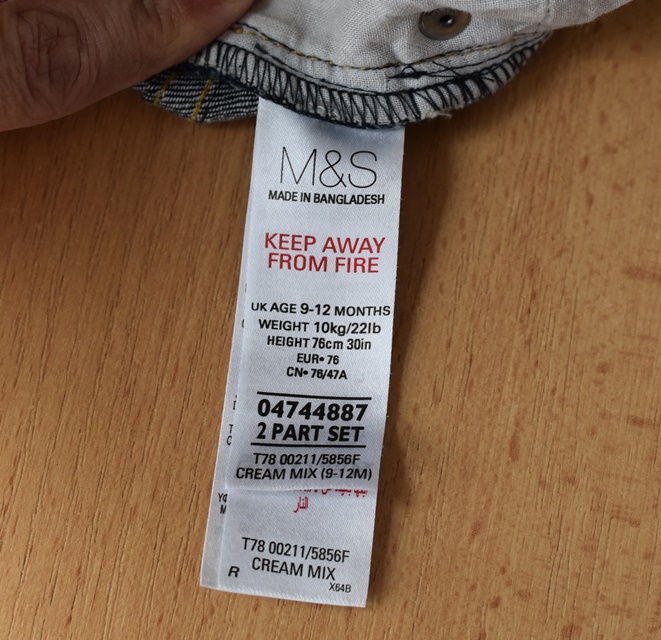 M&S
MADE IN BANGLADESH
KEEP AWAY
FROM FIRE
UK AGE 9-12 MONTHS
WEIGHT 10kg/22lb
HEIGHT 76cm 30in
EUR• 76
CN• 76/47A
04744887
2 PART SET
T78 00211/5856F
CREAM MIX (9-12M)
النار
T78 00211/5856F
CREAM MIX
R
X64B